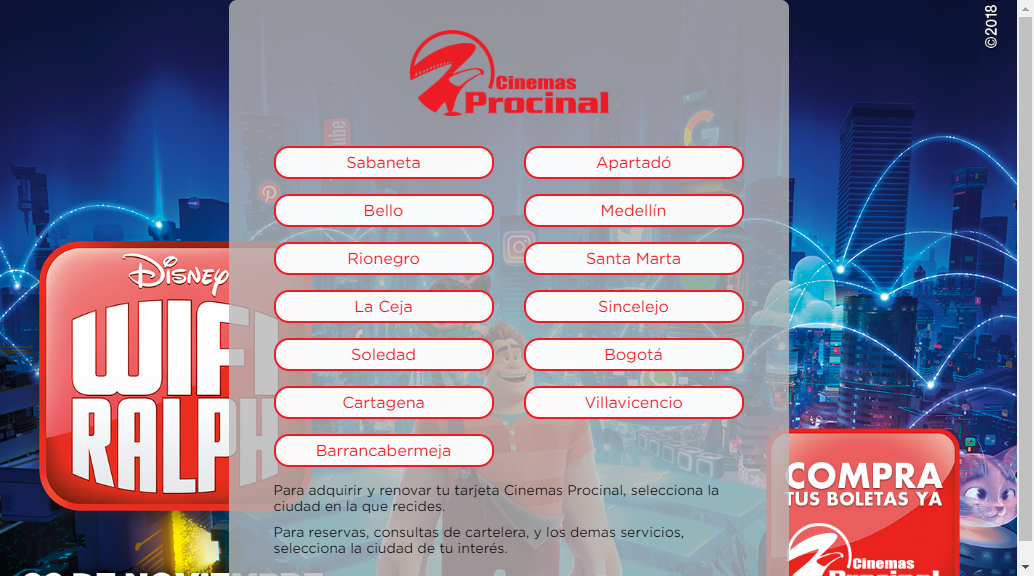 ©2018
Cinemas
Procinal
Sabaneta
Apartadó
Bello
Medellín
Rionegro
Santa Marta
La Ceja
Sincelejo
Soledad
Bogotá
Cartagena
Villavicencio
Barrancabermeja
Para adquirir y renovar tu tarjeta Cinemas Procinal, selecciona la
ciudad en la que recides.
Para reservas, consultas de cartelera, y los demas servicios,
selecciona la ciudad de tu interés.
DISNEY
WIFI
RALPH
COMPRA
TUS BOLETAS YA
Cinemas
Procinal